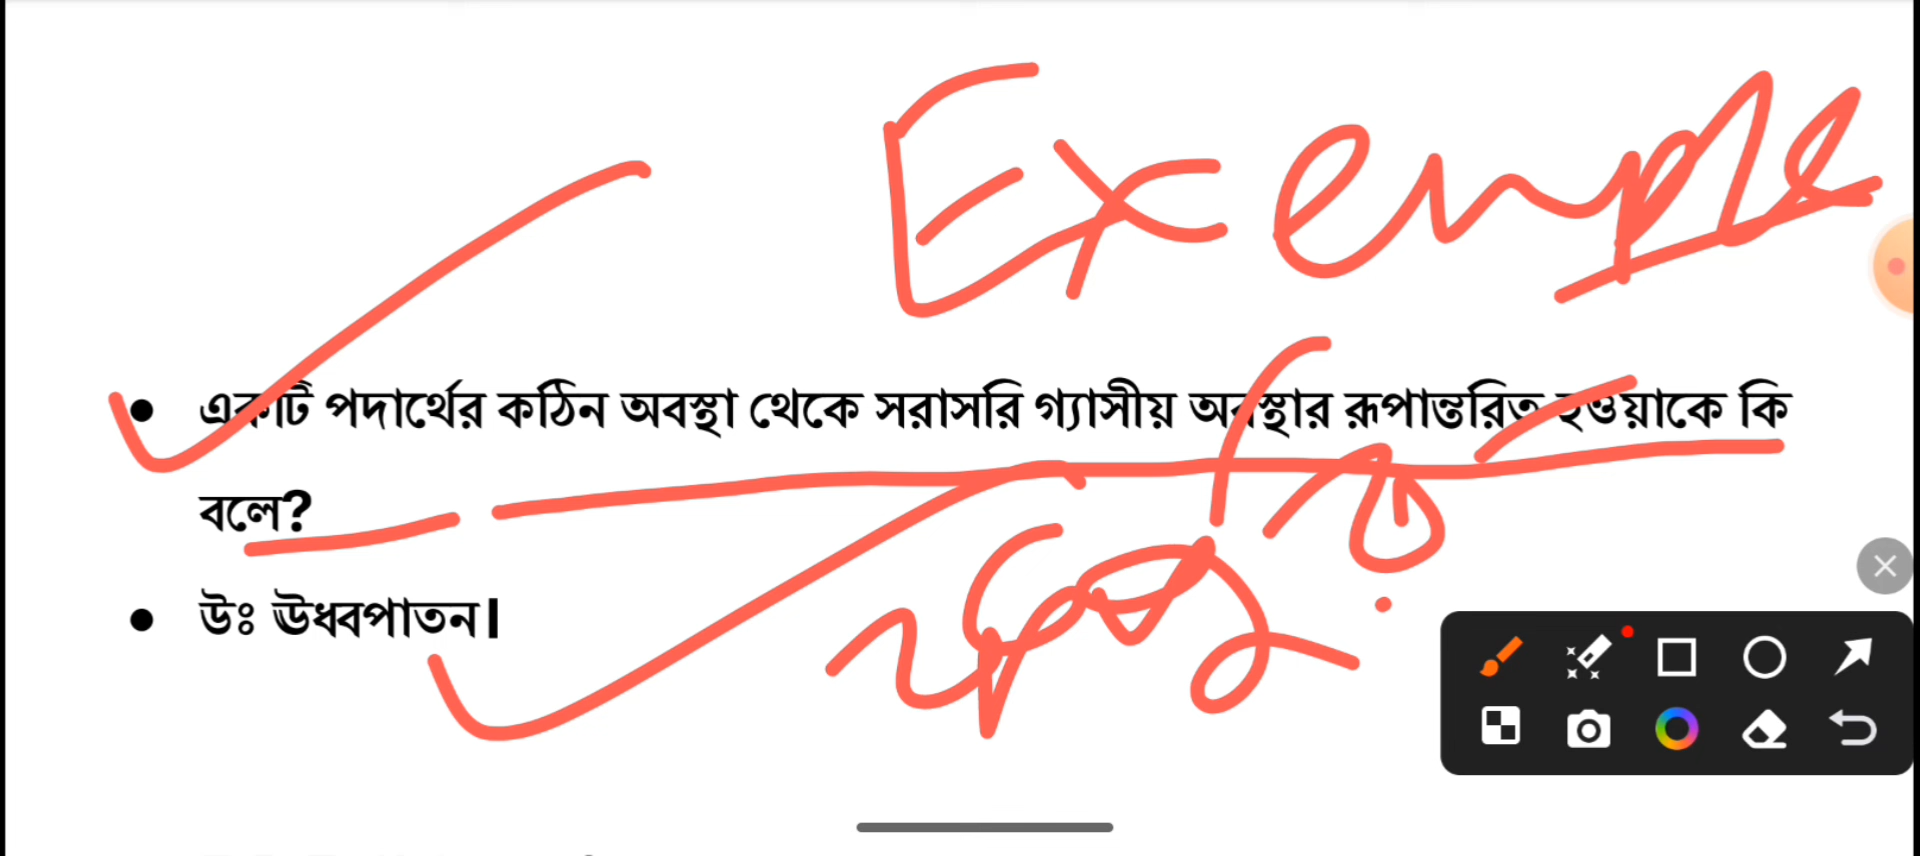 Exemple
● একটি পদার্থের কঠিন অবস্থা থেকে সরাসরি গ্যাসীয় অবস্থার রূপান্তরিত হওয়াকে কি
বলে?
● উঃ ঊধ্বপাতন।